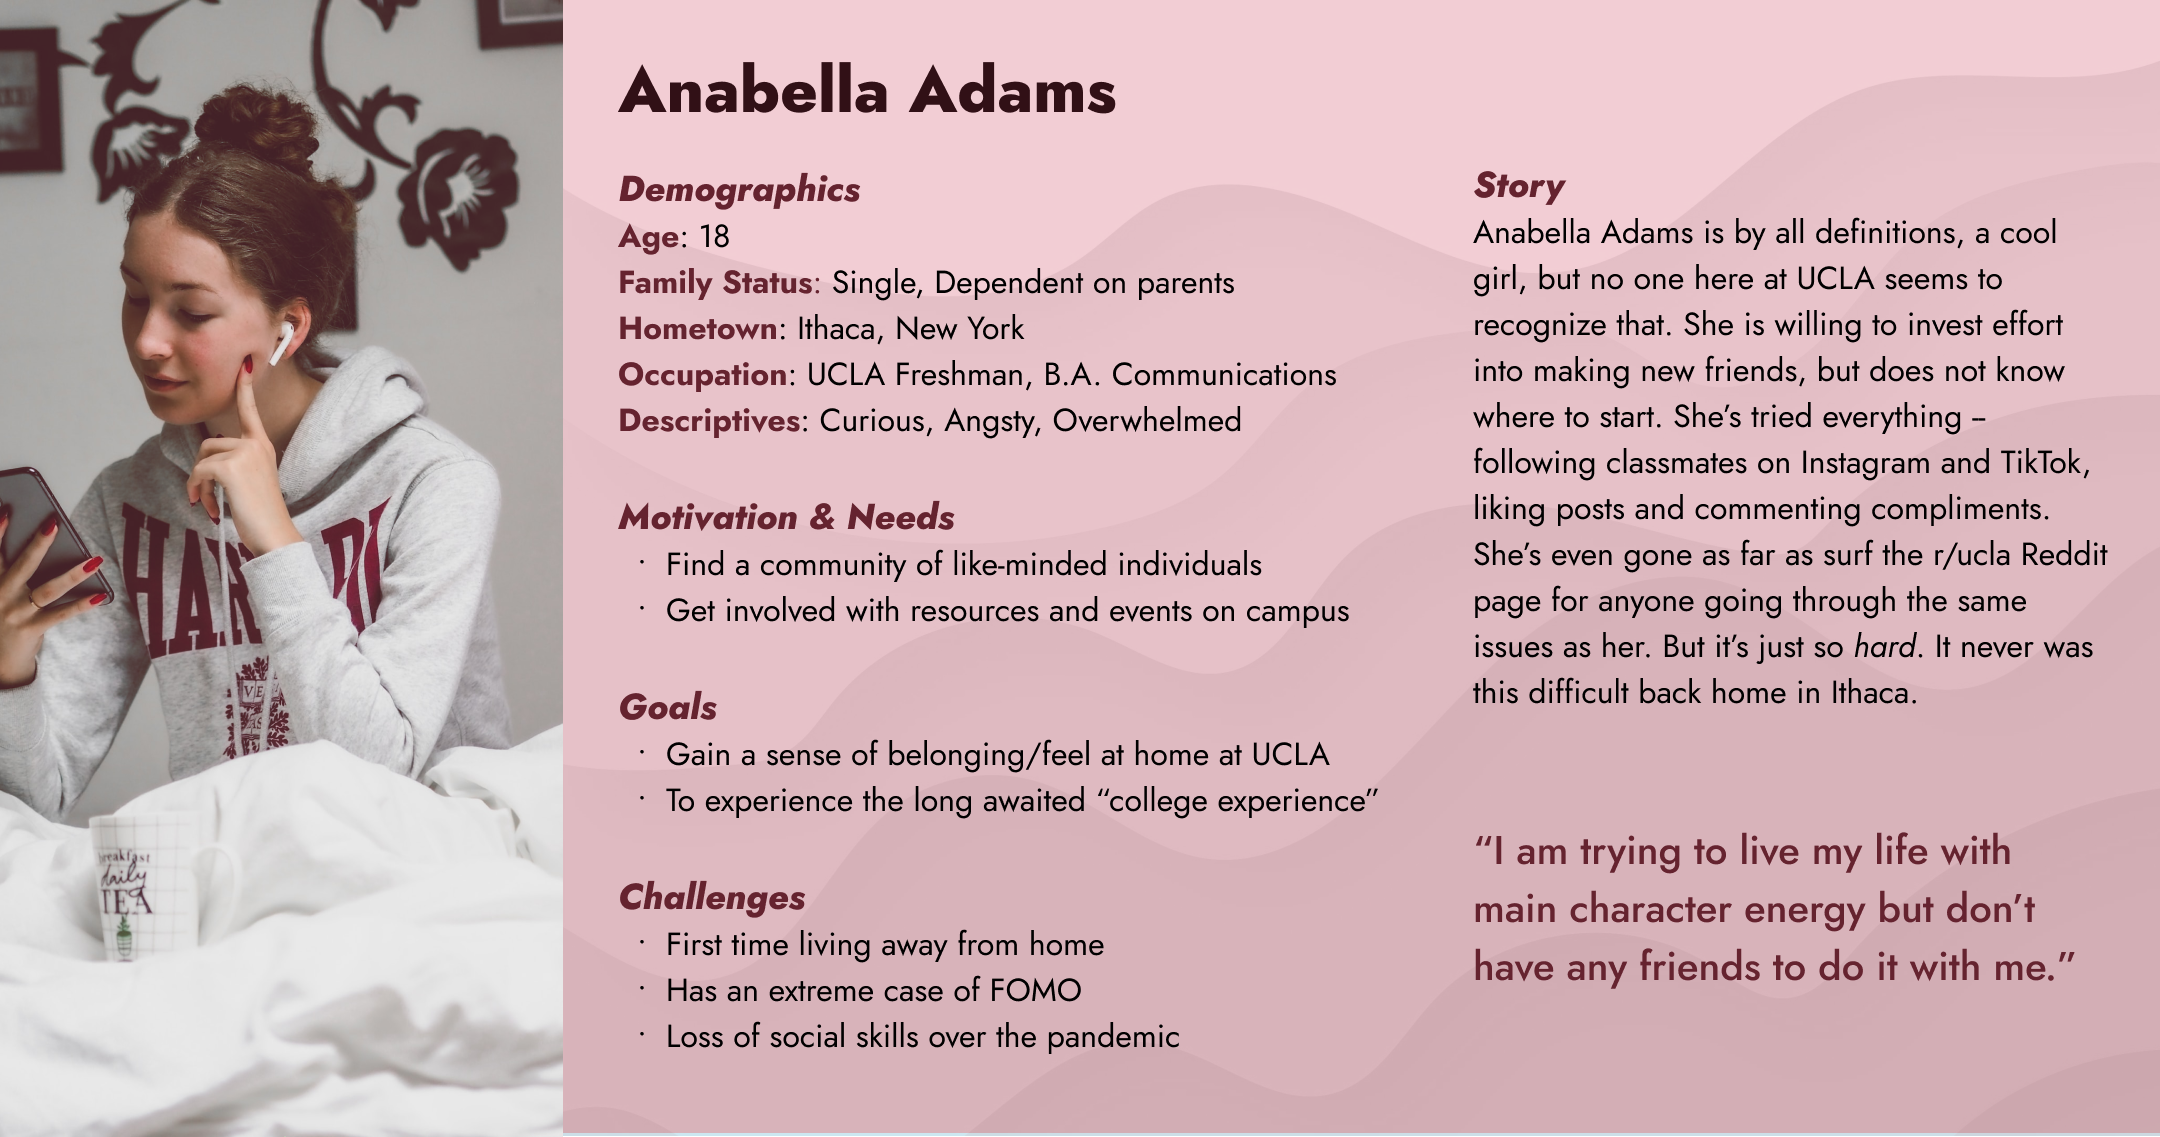 Anabella Adams
Demographics
Age: 18
Family Status: Single, Dependent on parents
Hometown: Ithaca, New York
Occupation: UCLA Freshman, B.A. Communications
Descriptives: Curious, Angsty, Overwhelmed
Motivation & Needs
· Find a community of like-minded individuals
· Get involved with resources and events on campus
Goals
· Gain a sense of belonging/feel at home at UCLA
· To experience the long awaited “college experience”
Challenges
· First time living away from home
· Has an extreme case of FOMO
· Loss of social skills over the pandemic
Story
Anabella Adams is by all definitions, a cool
girl, but no one here at UCLA seems to
recognize that. She is willing to invest effort
into making new friends, but does not know
where to start. She’s tried everything –
following classmates on Instagram and TikTok,
liking posts and commenting compliments.
She’s even gone as far as surf the r/ucla Reddit
page for anyone going through the same
issues as her. But it’s just so hard. It never was
this difficult back home in Ithaca.
“I am trying to live my life with
main character energy but don’t
have any friends to do it with me.”
breakfast
daily
TEA